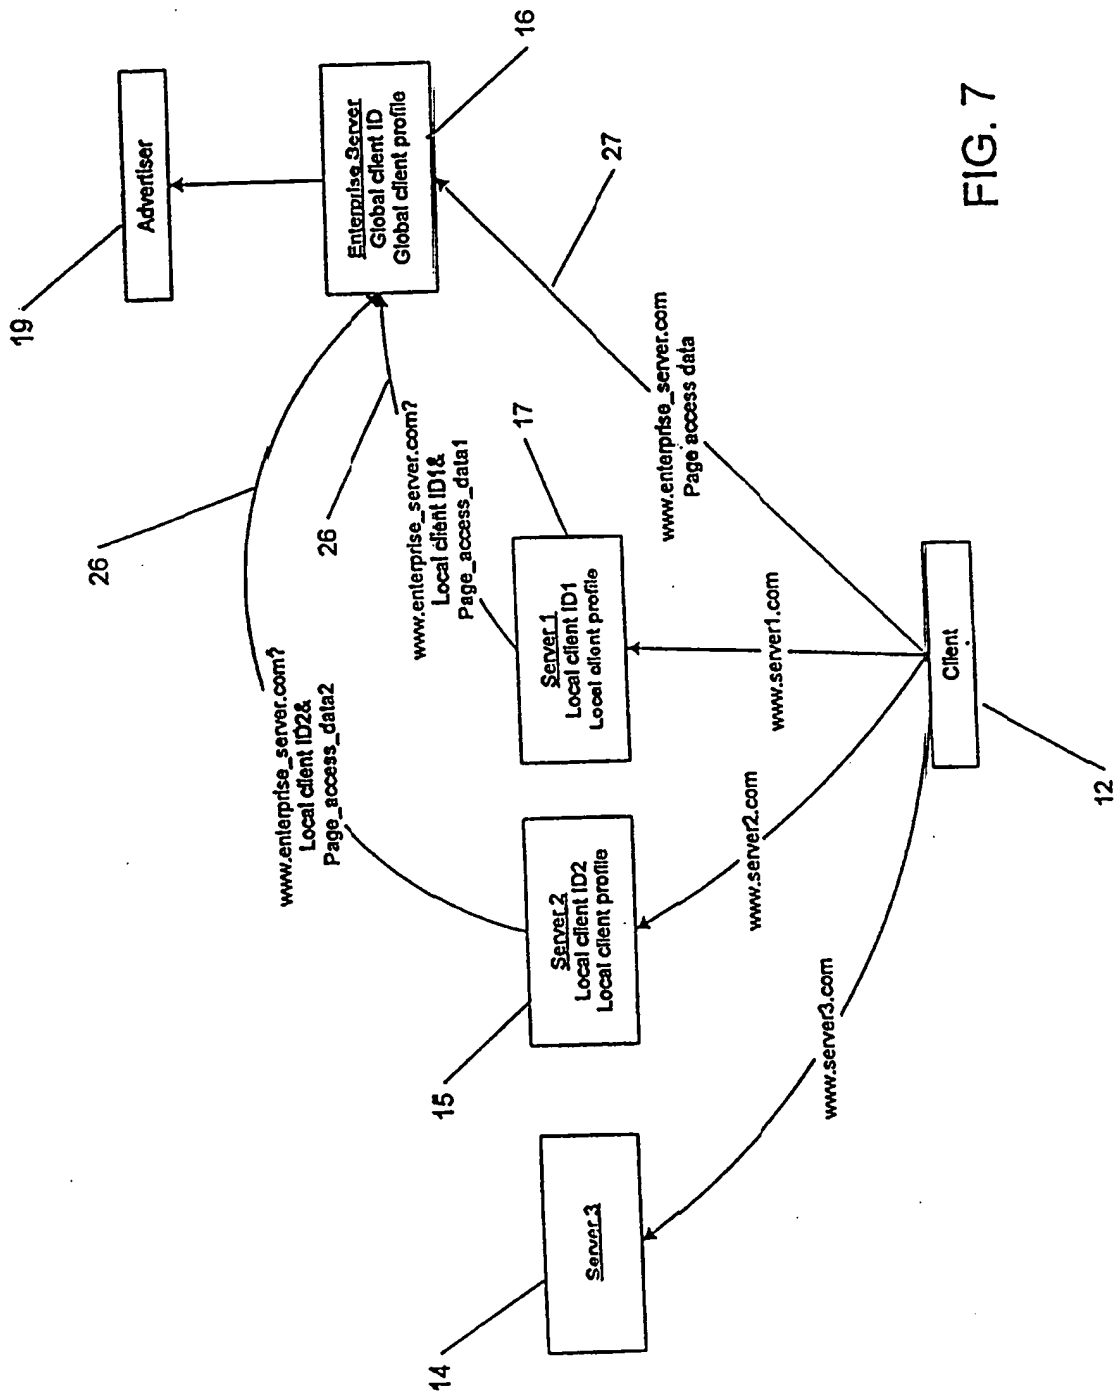 19
Advertiser
16
Enterprise Server
Global client ID
Global client profile
26
26
27
www.enterprise_server.com?
Local client ID2&
Page_access_data2
www.enterprise_server.com?
Local client ID1&
Page_access_data1
www.enterprise_server.com
Page access data
14
Server 3
15
Server 2
Local client ID2
Local client profile
17
Server 1
Local client ID1
Local client profile
www.server3.com
www.server2.com
www.server1.com
12
Client
FIG. 7